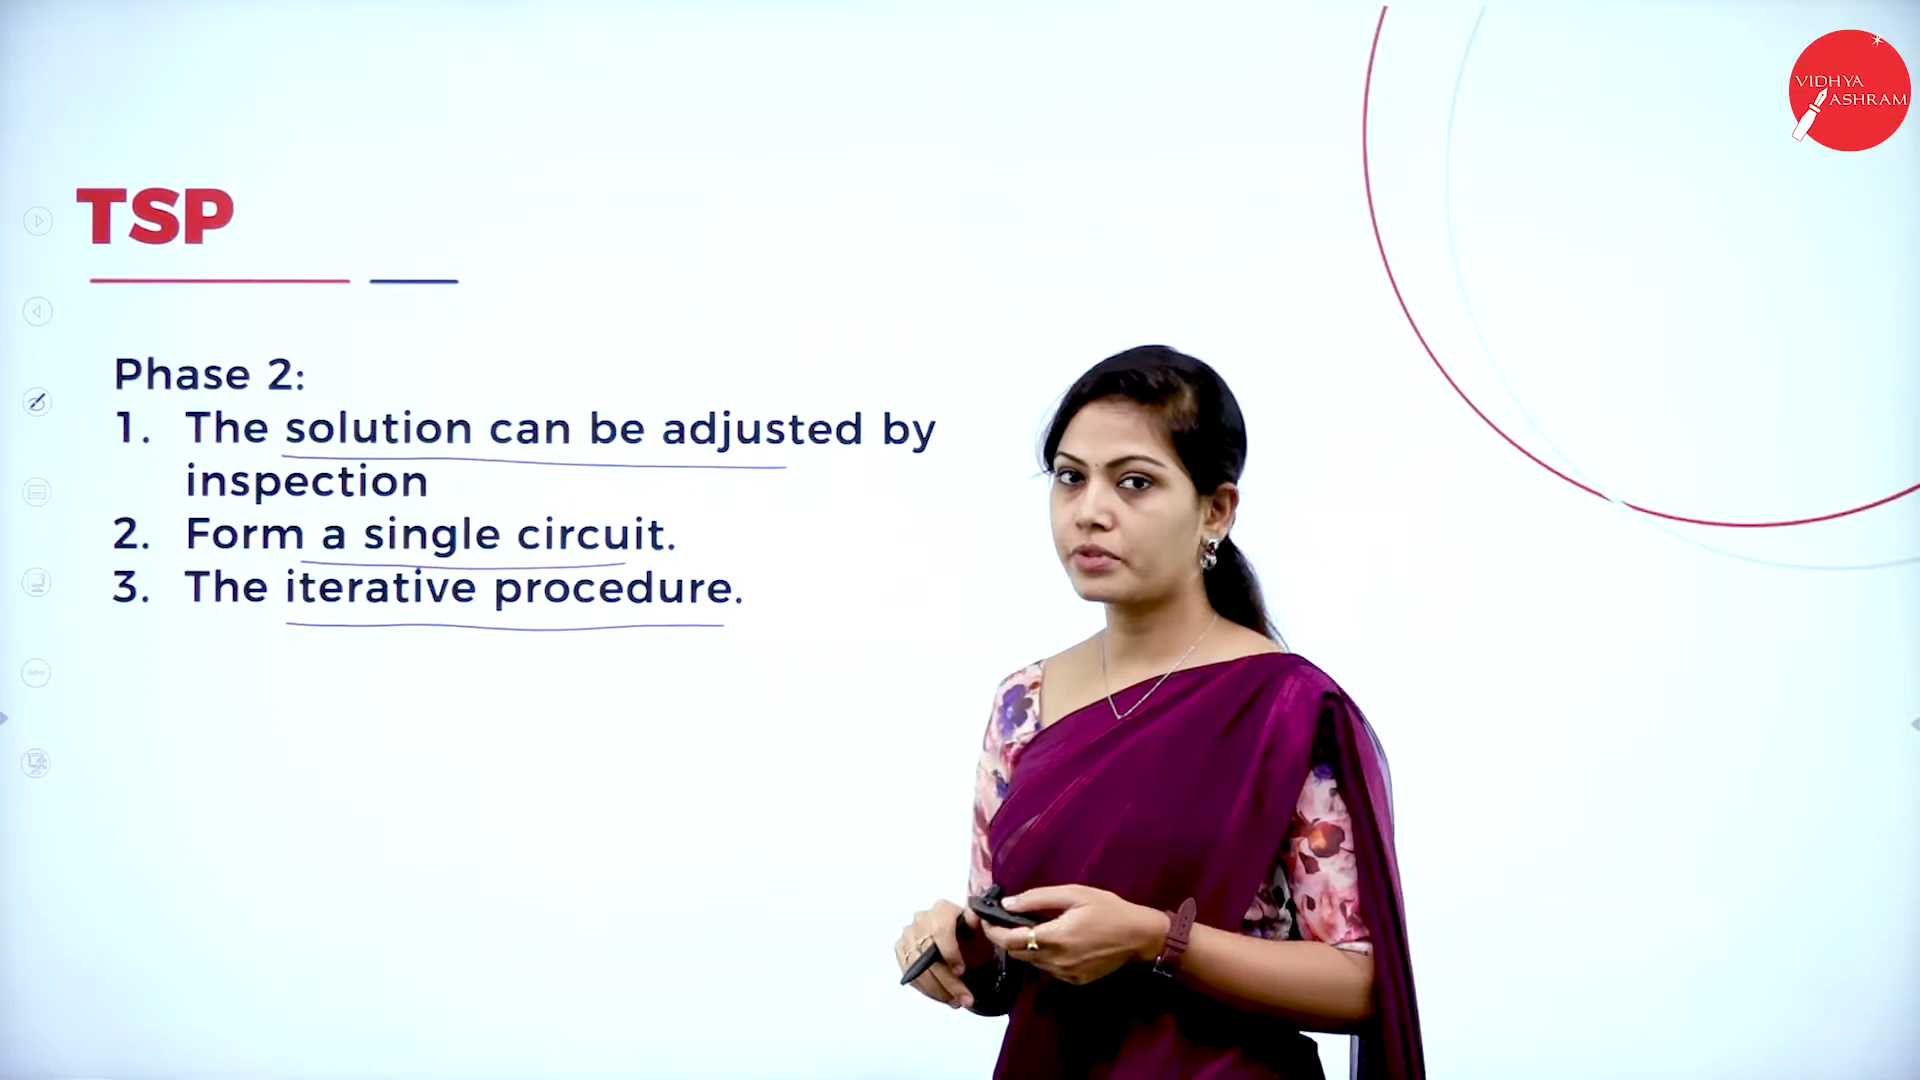 VIDHYA
ASHRAM
TSP
Phase 2:
1. The solution can be adjusted by
inspection
2. Form a single circuit.
3. The iterative procedure.